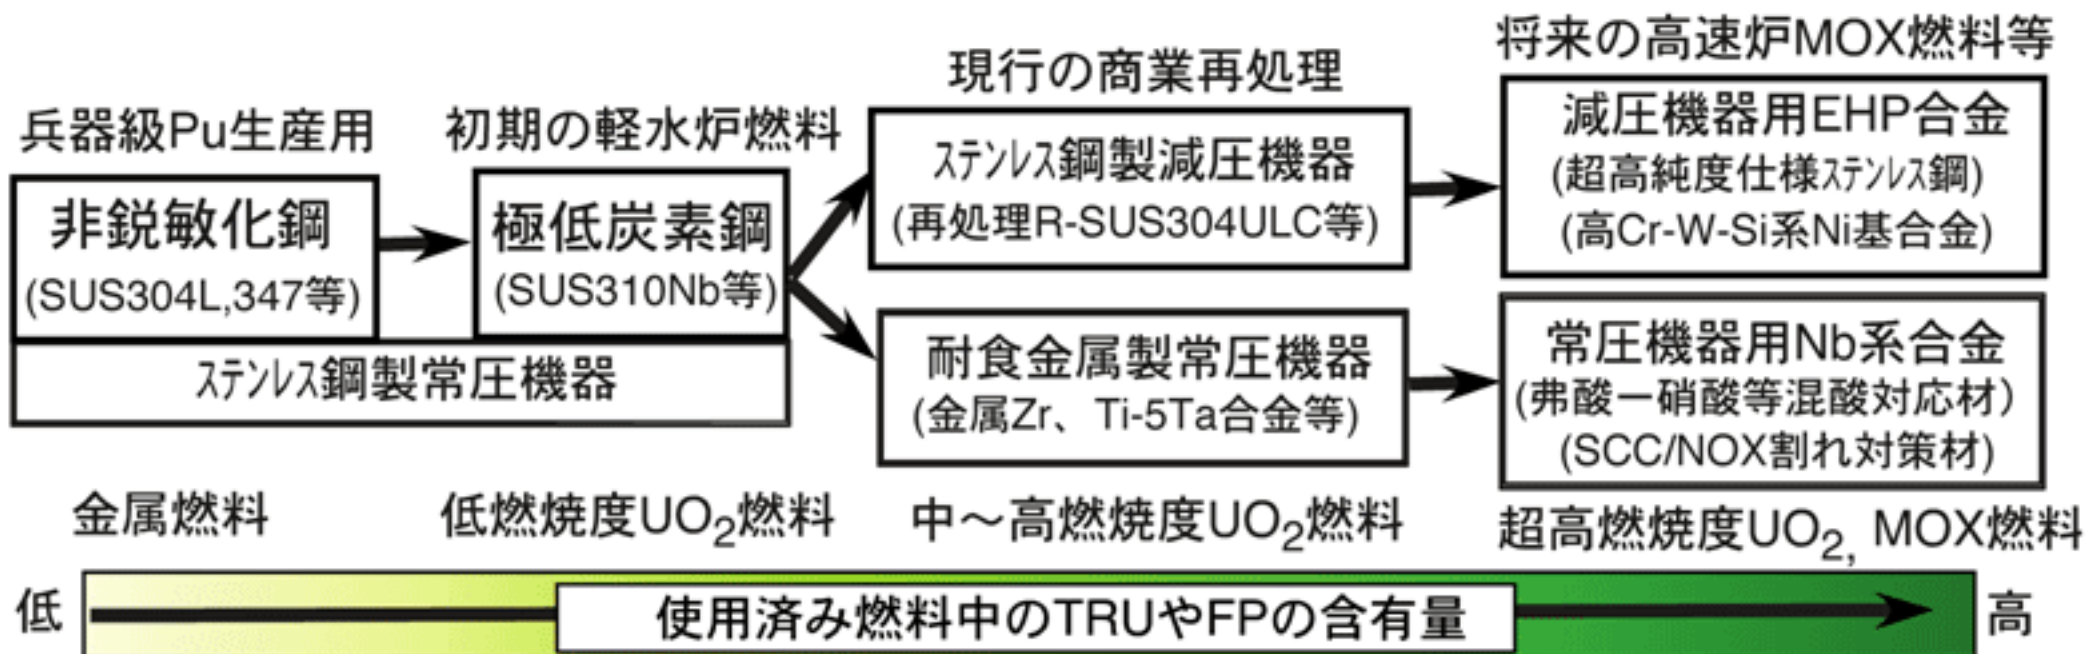 兵器級Pu生産用
非鋭敏化鋼
(SUS304L,347等)
初期の軽水炉燃料
極低炭素鋼
(SUS310Nb等)
ステンレス鋼製常圧機器
現行の商業再処理
ステンレス鋼製減圧機器
(再処理R-SUS304ULC等)
耐食金属製常圧機器
(金属Zr、Ti-5Ta合金等)
将来の高速炉MOX燃料等
減圧機器用EHP合金
(超高純度仕様ステンレス鋼)
(高Cr-W-Si系Ni基合金)
常圧機器用Nb系合金
(弗酸ー硝酸等混酸対応材)
(SCC/NOX割れ対策材)
金属燃料
低燃焼度UO₂燃料
中～高燃焼度UO₂燃料
超高燃焼度UO₂, MOX燃料
低
使用済み燃料中のTRUやFPの含有量
高